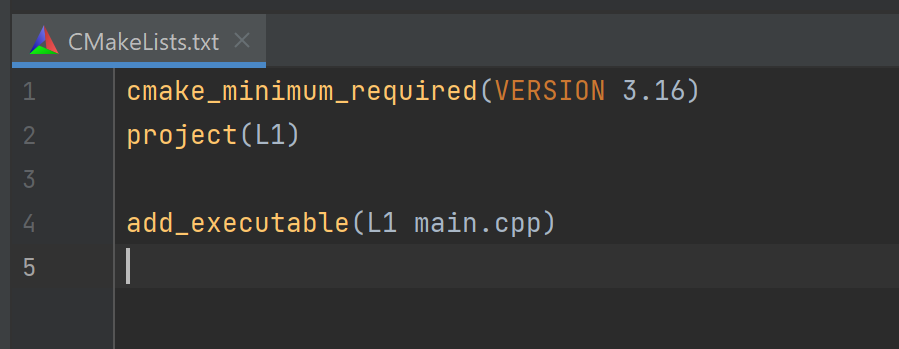 CMakeLists.txt
1 cmake_minimum_required(VERSION 3.16)
2 project(L1)
3
4 add_executable(L1 main.cpp)
5